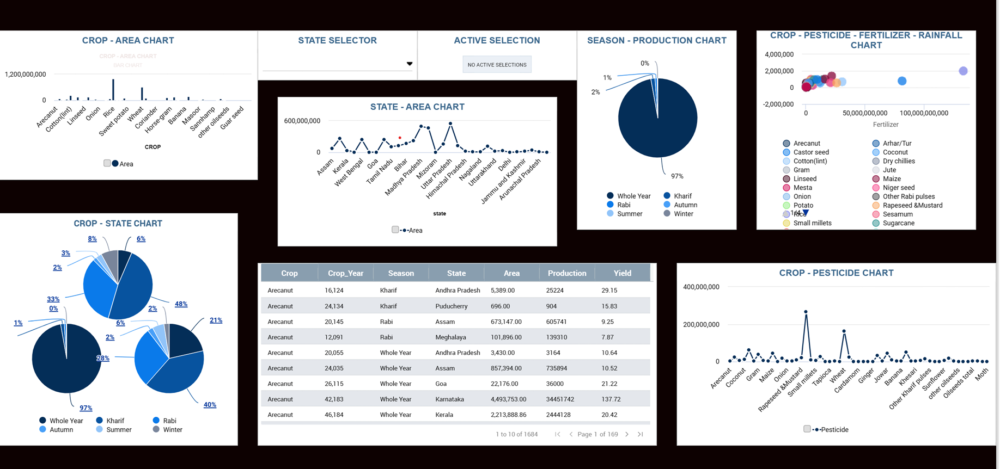 CROP - AREA CHART
CROP - AREA CHART
BAR CHART
1,200,000,000
0
Arecanut
Cotton(lint)
Linseed
Onion
Rice
Sweet potato
Wheat
Coriander
Horse-gram
Banana
Masoor
Sannhamp
other oilseeds
Guar seed
CROP
Area
STATE SELECTOR
ACTIVE SELECTION
NO ACTIVE SELECTIONS
STATE - AREA CHART
600,000,000
0
Assam
Kerala
West Bengal
Goa
Tamil Nadu
Bihar
Madhya Pradesh
Mizoram
Uttar Pradesh
Himachal Pradesh
Nagaland
Uttarakhand
Delhi
Jammu and Kashmir
Arunachal Pradesh
state
Area
SEASON - PRODUCTION CHART
0%
1%
2%
97%
Whole Year Kharif
Rabi Autumn
Summer Winter
CROP - PESTICIDE - FERTILIZER - RAINFALL
CHART
4,000,000
2,000,000
0
-2,000,000
0 50,000,000,000 100,000,000,000
Fertilizer
Arecanut Arhar/Tur
Castor seed Coconut
Cotton(lint) Dry chillies
Gram Jute
Linseed Maize
Mesta Niger seed
Onion Other Rabi pulses
Potato Rapeseed &Mustard
1/4
Rice Sesamum
Small millets Sugarcane
CROP - STATE CHART
8% 6%
3%
2%
33%
48%
0%
1%
97%
2%
6%
2%
28%
21%
40%
Whole Year Kharif Rabi
Autumn Summer Winter
Crop Crop_Year Season State Area Production Yield
Arecanut 16,124 Kharif Andhra Pradesh 5,389.00 25224 29.15
Arecanut 24,134 Kharif Puducherry 696.00 904 15.83
Arecanut 20,145 Rabi Assam 673,147.00 605741 9.25
Arecanut 12,091 Rabi Meghalaya 101,896.00 139310 7.87
Arecanut 20,055 Whole Year Andhra Pradesh 3,430.00 3164 10.64
Arecanut 24,035 Whole Year Assam 857,394.00 735894 10.52
Arecanut 26,115 Whole Year Goa 22,176.00 36000 21.22
Arecanut 42,183 Whole Year Karnataka 4,493,753.00 34451742 137.72
Arecanut 46,184 Whole Year Kerala 2,213,888.86 2444128 20.42
1 to 10 of 1684 Page 1 of 169
CROP - PESTICIDE CHART
400,000,000
200,000,000
0
Arecanut
Coconut
Gram
Maize
Onion
Rapeseed &Mustard
Small millets
Tapioca
Wheat
Cardamom
Ginger
Jowar
Banana
Khesari
Other Kharif pulses
Sunflower
other oilseeds
Oilseeds total
Moth
Pesticide